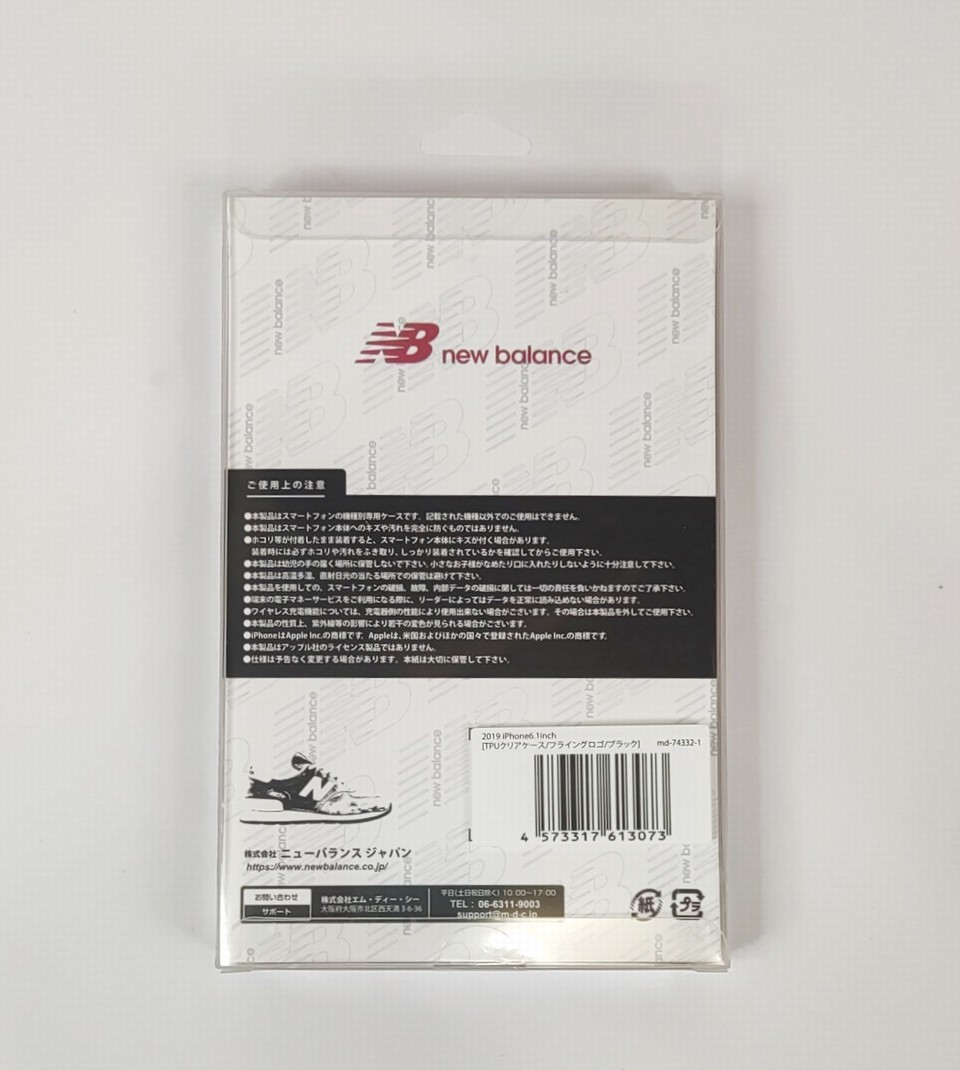 new balance
ご使用上の注意
●本製品はスマートフォンの機種別専用ケースです。記載された機種以外でのご使用はできません。
●本製品はスマートフォン本体へのキズや汚れを完全に防ぐものではありません。
●ホコリ等が付着したまま装着すると、スマートフォン本体にキズが付く場合があります。
装着時には必ずホコリや汚れをふき取り、しっかり装着されているかを確認してからご使用下さい。
●本製品は幼児の手の届く場所に保管しないで下さい。小さなお子様がなめたり口に入れたりしないように十分注意して下さい。
●本製品は高温多湿、直射日光の当たる場所での保管は避けて下さい。
●本製品を使用しての、スマートフォンの破損、故障、内部データの破損に関しては一切の責任を負いかねますのでご了承下さい。
●端末の電子マネーサービスをご利用になる際に、リーダーによってはデータを正常に読み込めない場合があります。
●ワイヤレス充電機能については、充電器側の性能により使用出来ない場合がございます。その場合は本製品を外してご使用下さい。
●本製品の性質上、紫外線等の影響により若干の変色が見られる場合がございます。
●iPhoneはApple Inc.の商標です。Appleは、米国およびほかの国々で登録されたApple Inc.の商標です。
●本製品はアップル社のライセンス製品ではありません。
●仕様は予告なく変更する場合があります。本紙は大切に保管して下さい。
2019 iPhone6.1inch
[TPUクリアケース/フライングロゴ/ブラック] md-74332-1
4 573317 613073
N
株式会社 ニューバランス ジャパン
https://www.newbalance.co.jp/
お問い合わせ
サポート
株式会社エム・ディー・シー
大阪府大阪市北区西天満 3-6-36
平日(土日祝日除く) 10:00〜17:00
TEL： 06-6311-9003
support@m-d-c.jp
紙
プラ